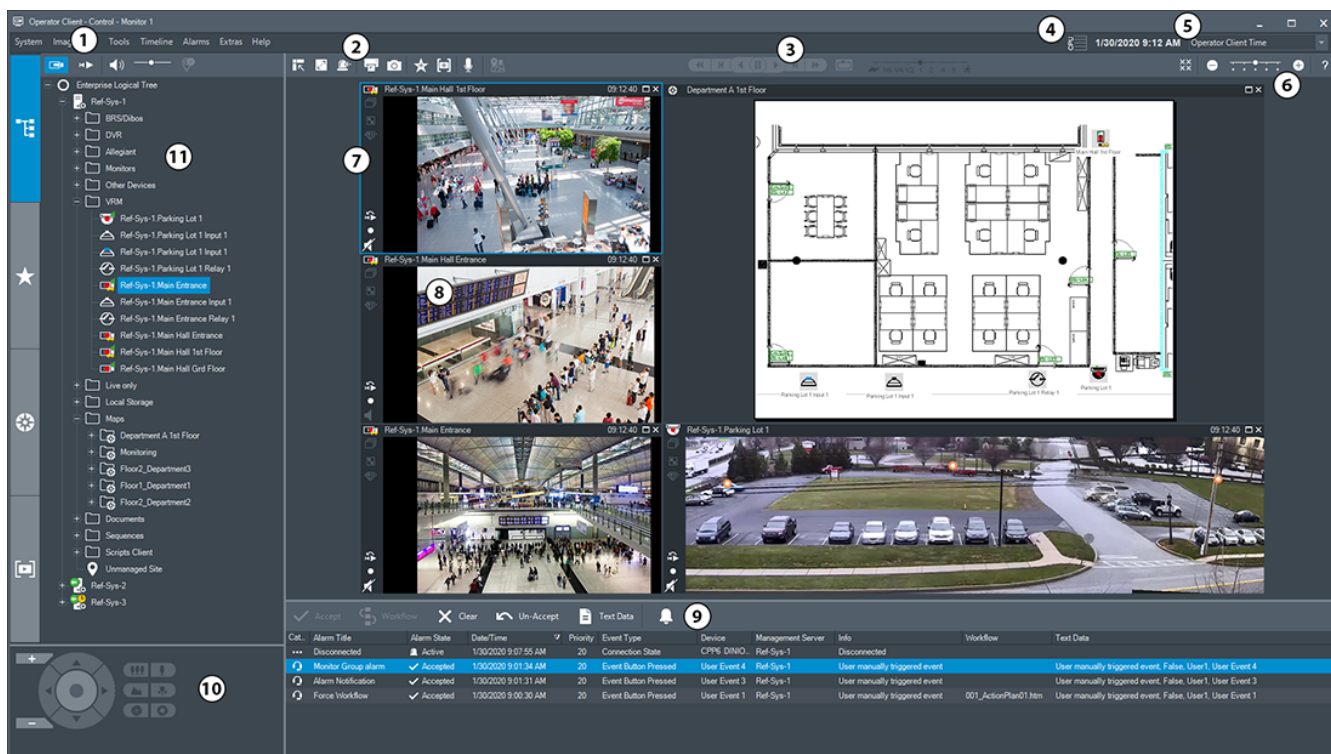 Operator Client - Control - Monitor 1
System Tools Timeline Alarms Extras Help
1
2
3
4
1/30/2020 9:12 AM
5
Operator Client Time
6
Enterprise Logical Tree
Ref-Sys-1
BRS/Dibos
DVR
Allegiant
Monitors
Other Devices
VRM
Ref-Sys-1.Parking Lot 1
Ref-Sys-1.Parking Lot 1 Input 1
Ref-Sys-1.Parking Lot 1 Input 1
Ref-Sys-1.Parking Lot 1 Relay 1
Ref-Sys-1.Main Entrance
Ref-Sys-1.Main Entrance Input 1
Ref-Sys-1.Main Entrance Relay 1
Ref-Sys-1.Main Hall Entrance
Ref-Sys-1.Main Hall 1st Floor
Ref-Sys-1.Main Hall Grd Floor
Live only
Local Storage
Maps
Department A 1st Floor
Monitoring
Floor2_Department3
Floor1_Department1
Floor2_Department2
Documents
Sequences
Scripts Client
Unmanaged Site
Ref-Sys-2
Ref-Sys-3
11
Ref-Sys-1.Main Hall 1st Floor 09:12:40
7
Ref-Sys-1.Main Hall Entrance 09:12:40
8
Ref-Sys-1.Main Entrance 09:12:40
Department A 1st Floor
Main Hall 1st Floor
Parking Lot 1 Input 1
Parking Lot 1 Input 1
Parking Lot 1 Relay 1
Parking Lot 1
Ref-Sys-1.Parking Lot 1 09:12:40
Accept Workflow Clear Un-Accept Text Data
9
Cat.. Alarm Title Alarm State Date/Time Priority Event Type Device Management Server Info Workflow Text Data
Disconnected Active 1/30/2020 9:07:55 AM 20 Connection State CPP6 DINIO... Ref-Sys-1 Disconnected
Monitor Group alarm Accepted 1/30/2020 9:01:34 AM 20 Event Button Pressed User Event 4 Ref-Sys-1 User manually triggered event User manually triggered event, False, User1, User Event 4
Alarm Notification Accepted 1/30/2020 9:01:31 AM 20 Event Button Pressed User Event 3 Ref-Sys-1 User manually triggered event User manually triggered event, False, User1, User Event 3
Force Workflow Accepted 1/30/2020 9:00:30 AM 20 Event Button Pressed User Event 1 Ref-Sys-1 User manually triggered event 001_ActionPlan01.htm User manually triggered event, False, User1, User Event 1
10